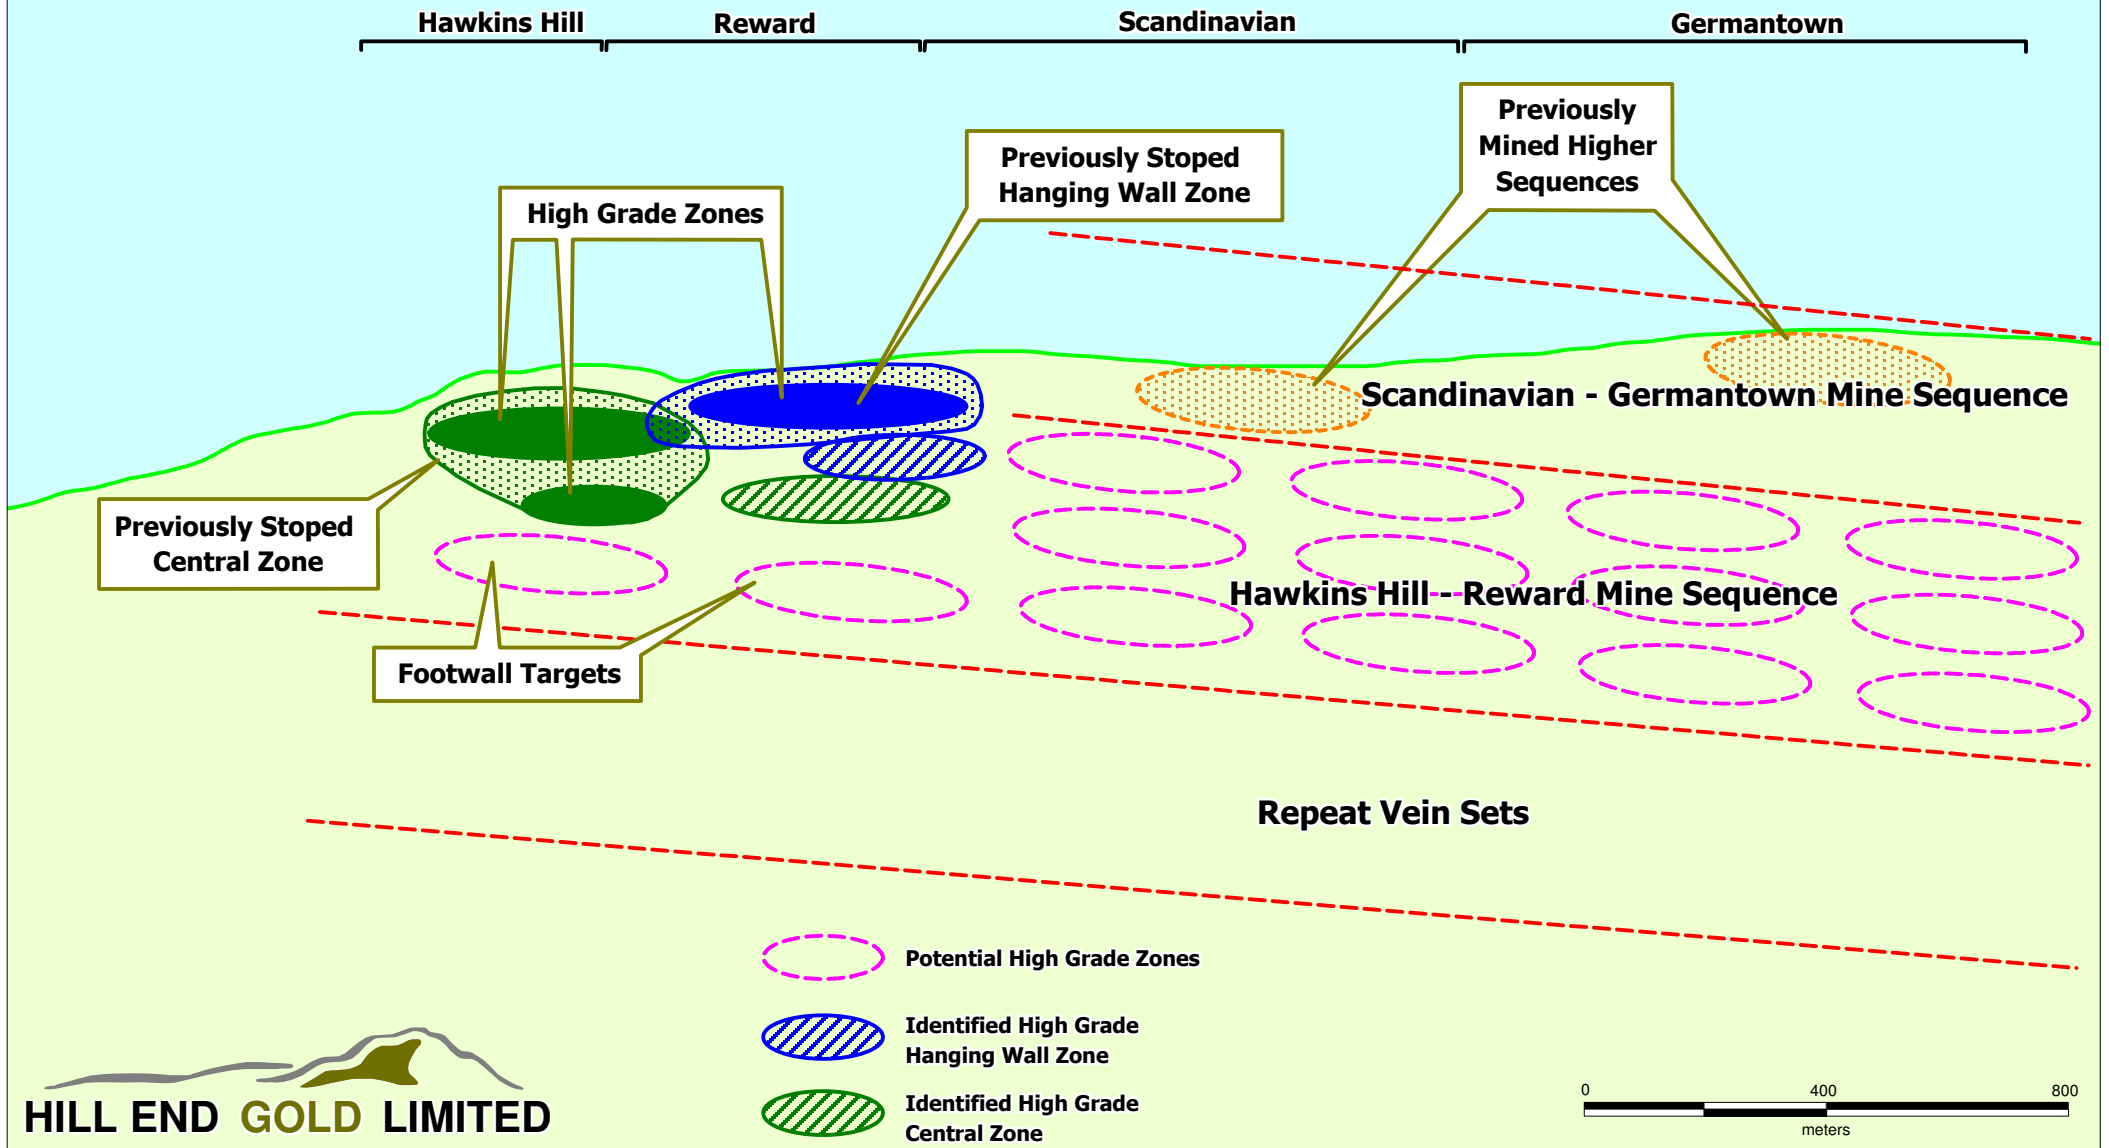 Hawkins Hill
Reward
Scandinavian
Germantown
Previously
Mined Higher
Sequences
Previously Stoped
Hanging Wall Zone
High Grade Zones
Scandinavian - Germantown Mine Sequence
Previously Stoped
Central Zone
Hawkins Hill - Reward Mine Sequence
Footwall Targets
Repeat Vein Sets
Potential High Grade Zones
Identified High Grade
Hanging Wall Zone
Identified High Grade
Central Zone
HILL END GOLD LIMITED
0 400 800
meters